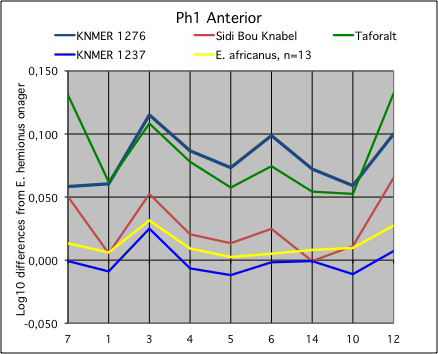 Ph1 Anterior
KNMER 1276 Sidi Bou Knabel Taforalt
KNMER 1237 E. africanus, n=13
Log10 differences from E. hemionus onager
0,150
0,100
0,050
0,000
-0,050
7 1 3 4 5 6 14 10 12